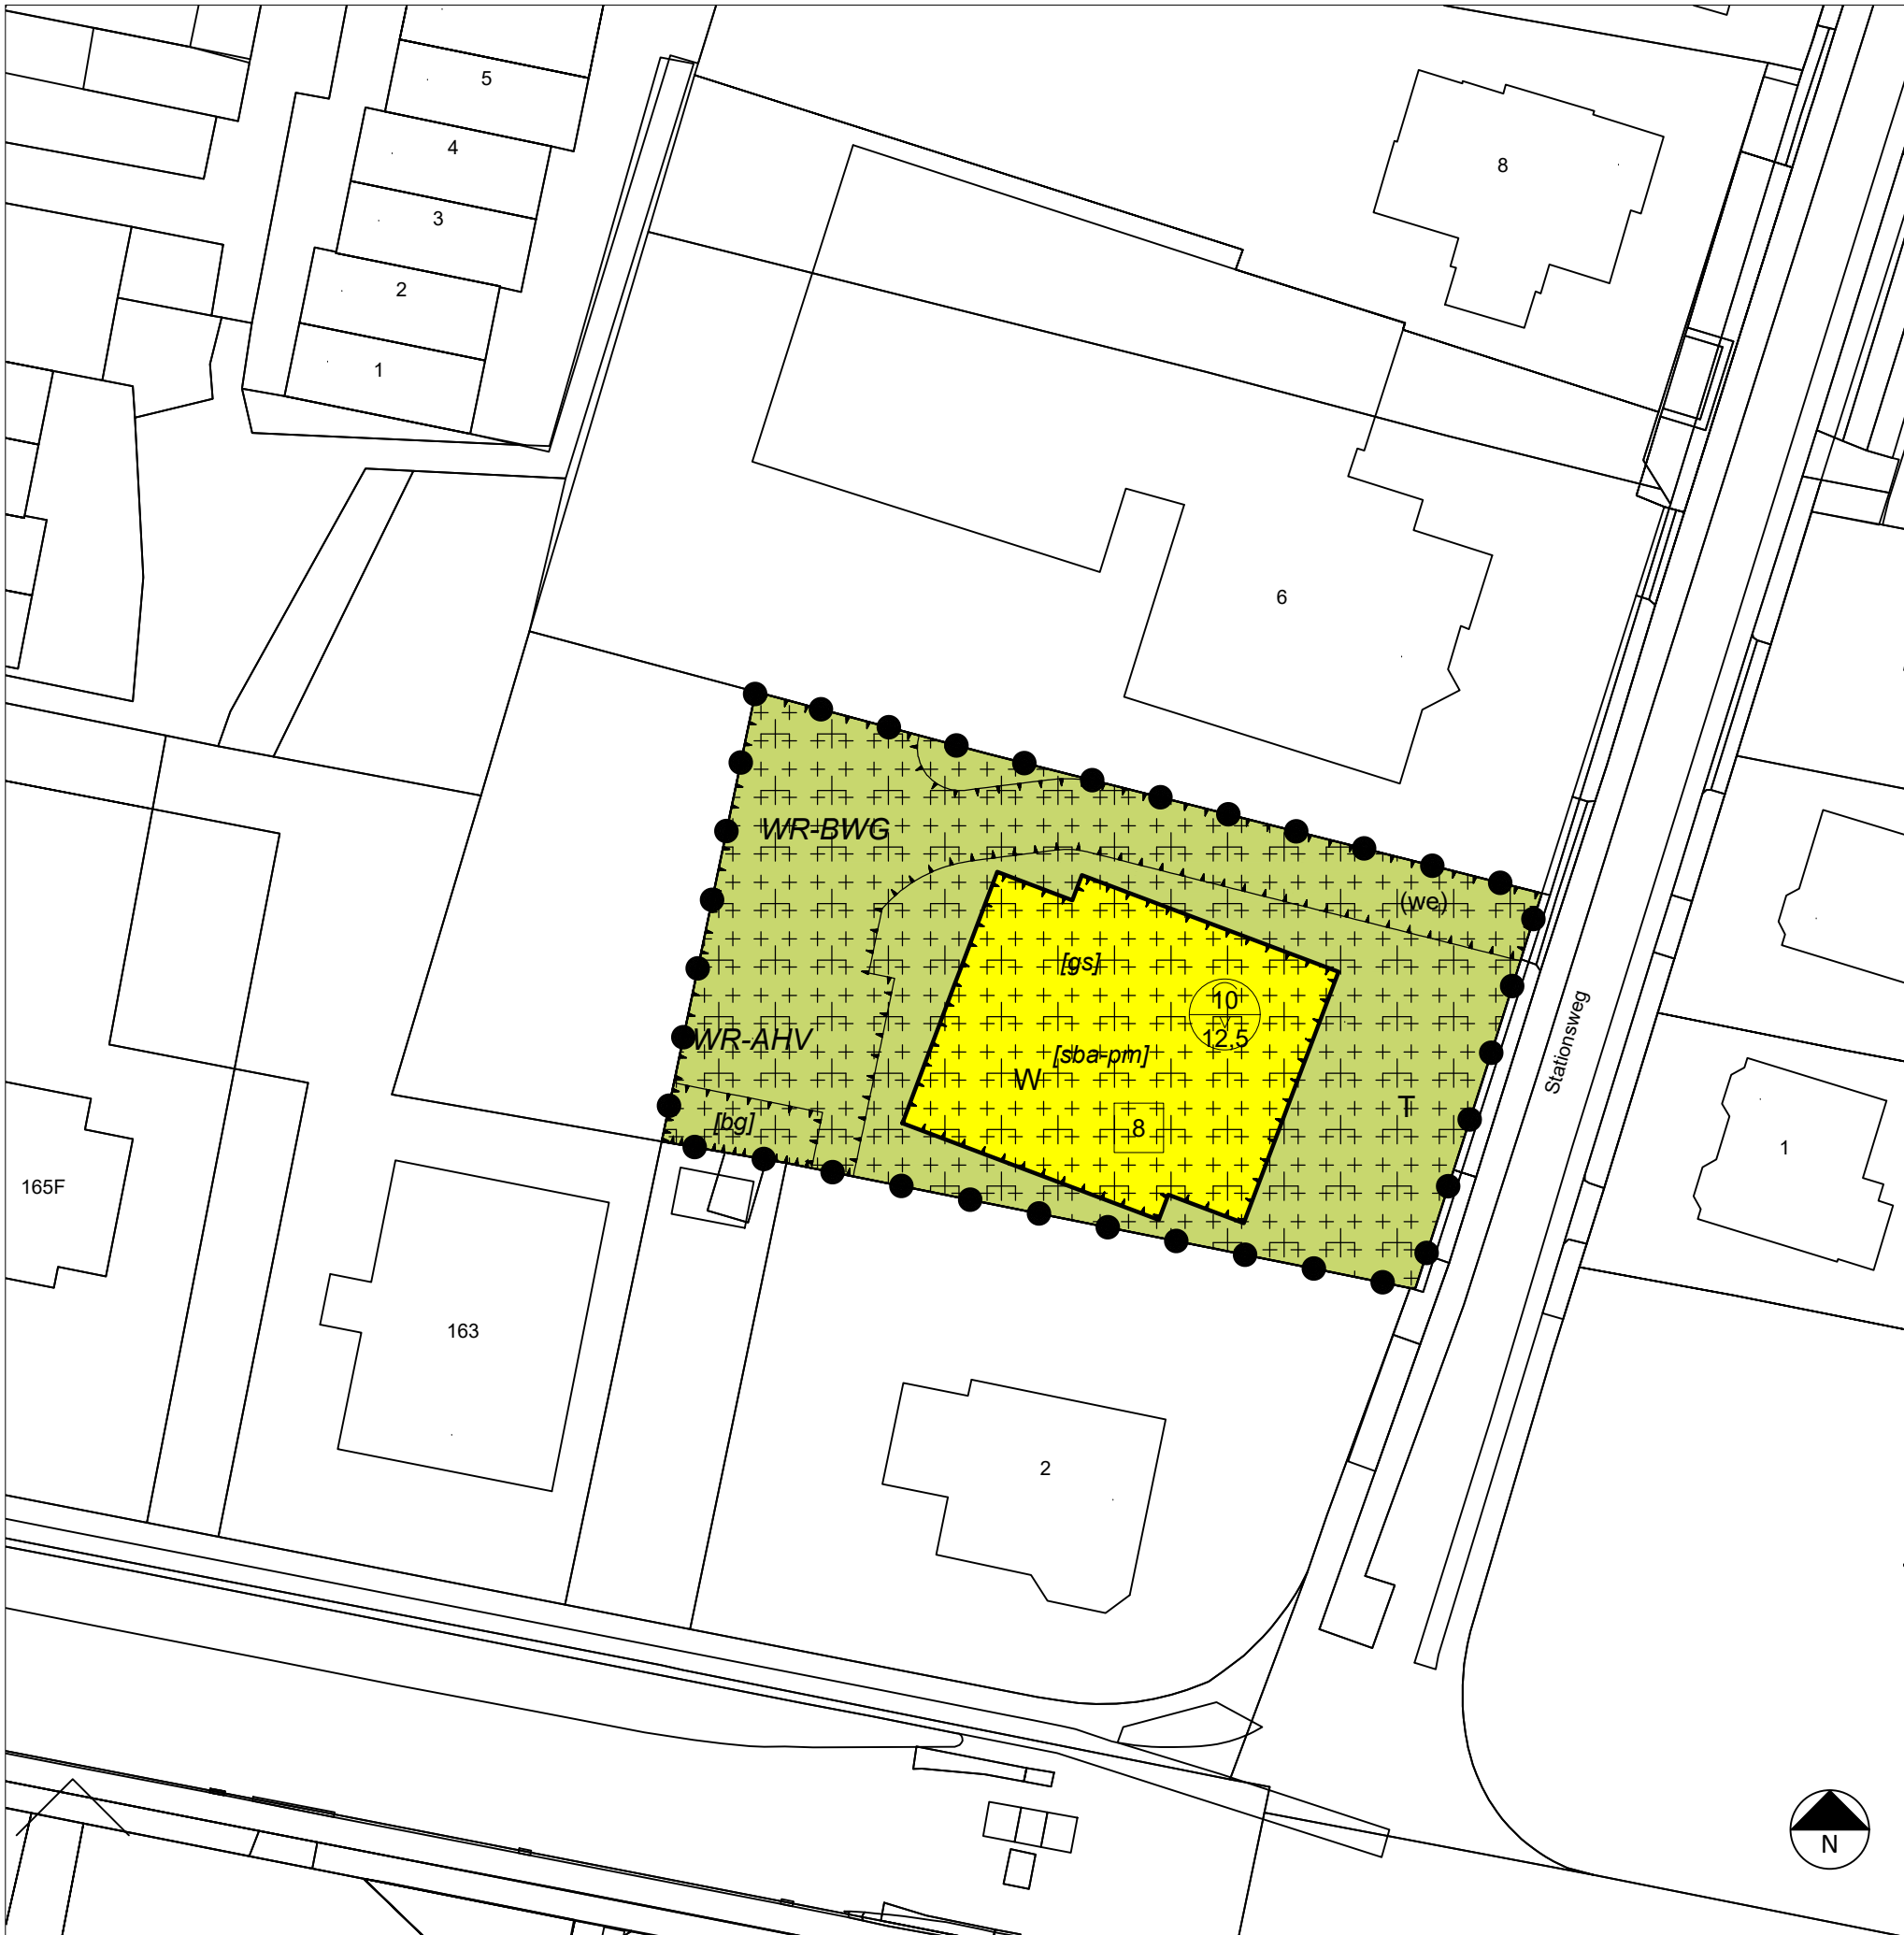 5
4
8
3
2
1
6
WR-BWG
(we)
[gs]
10
12,5
Stationsweg
WR-AHV
[sba-pm]
W
T
[bg]
8
1
165F
163
2
N